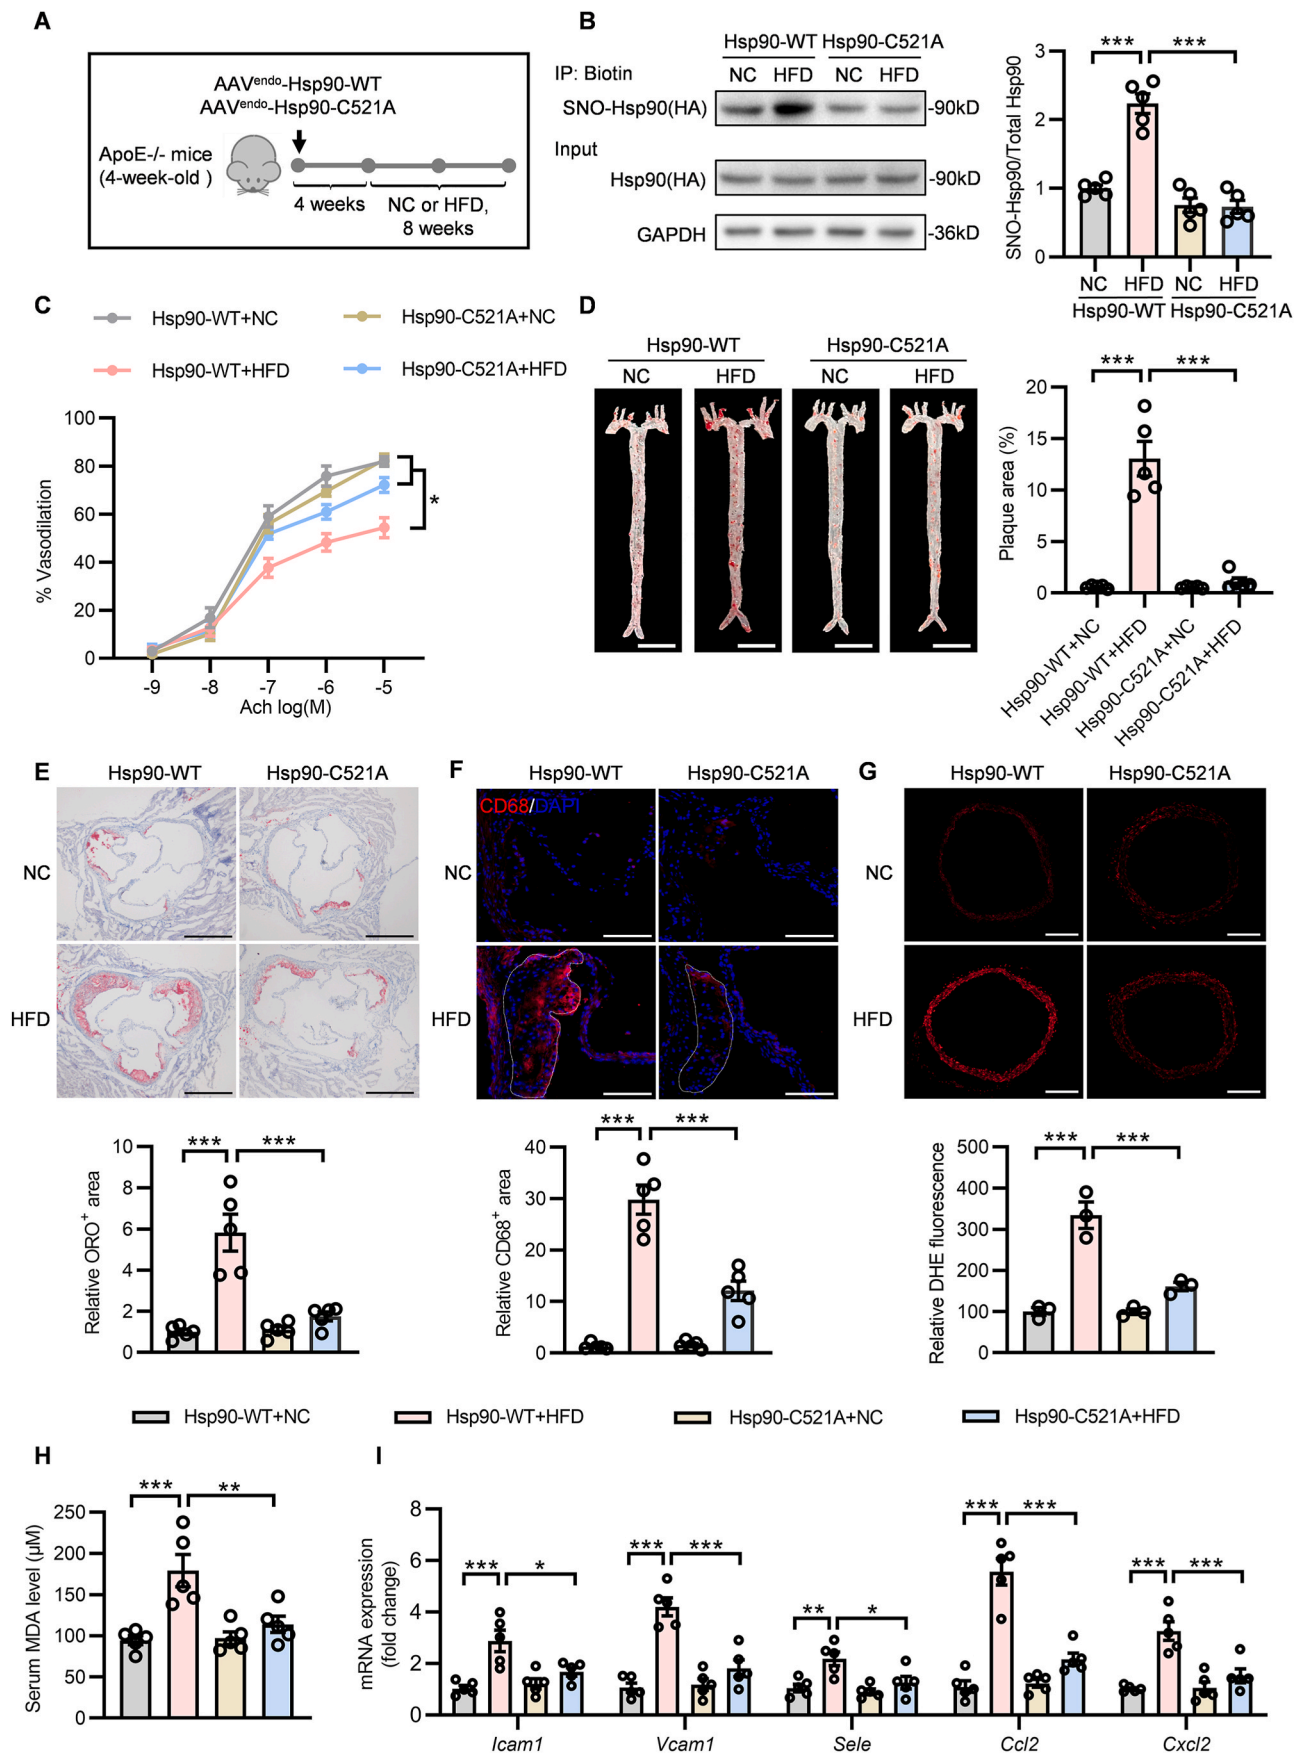 A
AAVendo-Hsp90-WT
AAVendo-Hsp90-C521A
ApoE-/- mice
(4-week-old )
4 weeks
NC or HFD,
8 weeks
B
Hsp90-WT Hsp90-C521A
IP: Biotin
NC HFD NC HFD
SNO-Hsp90(HA) -90kD
Input
Hsp90(HA) -90kD
GAPDH -36kD
SNO-Hsp90/Total Hsp90
3
2
1
0
*** ***
NC HFD NC HFD
Hsp90-WT Hsp90-C521A
C
Hsp90-WT+NC Hsp90-C521A+NC
Hsp90-WT+HFD Hsp90-C521A+HFD
% Vasodilation
100
80
60
40
20
0
*
-9 -8 -7 -6 -5
Ach log(M)
D
Hsp90-WT Hsp90-C521A
NC HFD NC HFD
Plaque area (%)
20
15
10
5
0
*** ***
Hsp90-WT+NC
Hsp90-WT+HFD
Hsp90-C521A+NC
Hsp90-C521A+HFD
E
Hsp90-WT Hsp90-C521A
NC
HFD
Relative ORO+ area
10
8
6
4
2
0
*** ***
F
Hsp90-WT Hsp90-C521A
CD68/DAPI
NC
HFD
Relative CD68+ area
40
30
20
10
0
*** ***
G
Hsp90-WT Hsp90-C521A
NC
HFD
Relative DHE fluorescence
500
400
300
200
100
0
*** ***
Hsp90-WT+NC Hsp90-WT+HFD Hsp90-C521A+NC Hsp90-C521A+HFD
H
Serum MDA level (μM)
250
200
150
100
50
0
*** **
I
mRNA expression
(fold change)
8
6
4
2
0
*** *
*** ***
** *
*** ***
*** ***
Icam1 Vcam1 Sele Ccl2 Cxcl2